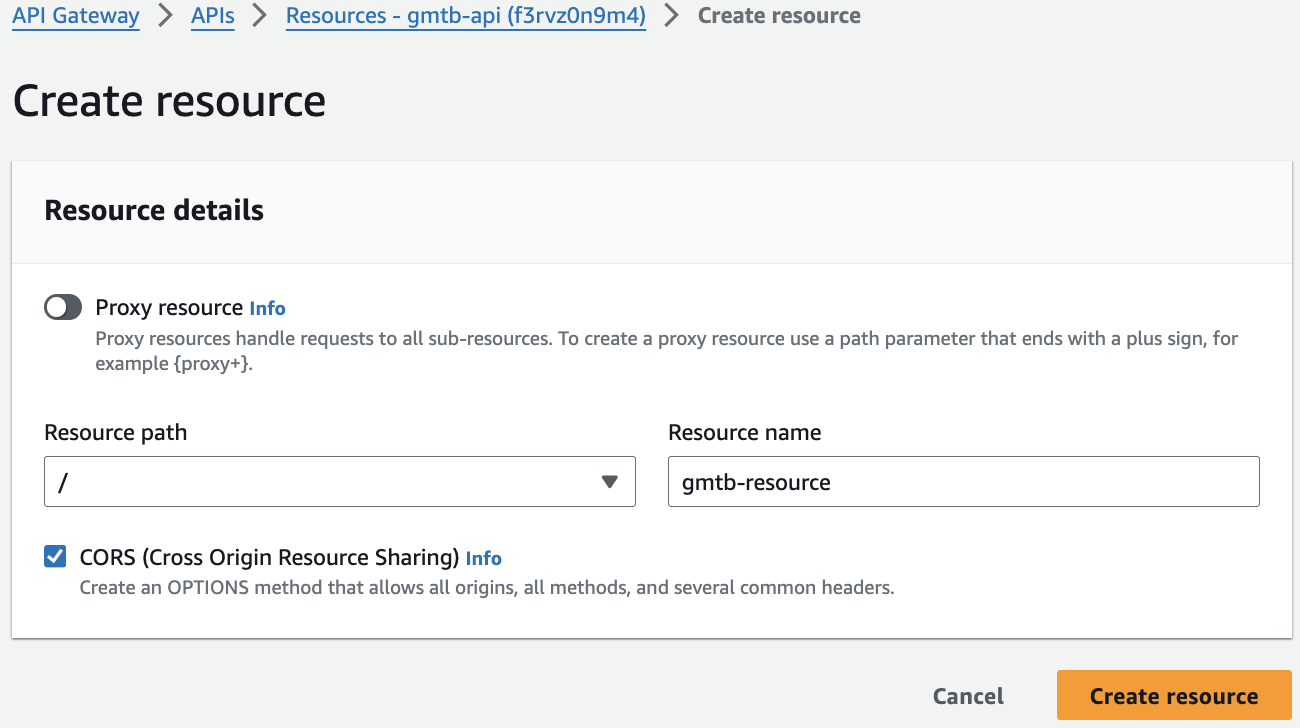 API Gateway > APIs > Resources - gmtb-api (f3rvz0n9m4) > Create resource
Create resource
Resource details
Proxy resource Info
Proxy resources handle requests to all sub-resources. To create a proxy resource use a path parameter that ends with a plus sign, for
example {proxy+}.
Resource path
Resource name
/
gmtb-resource
CORS (Cross Origin Resource Sharing) Info
Create an OPTIONS method that allows all origins, all methods, and several common headers.
Cancel
Create resource